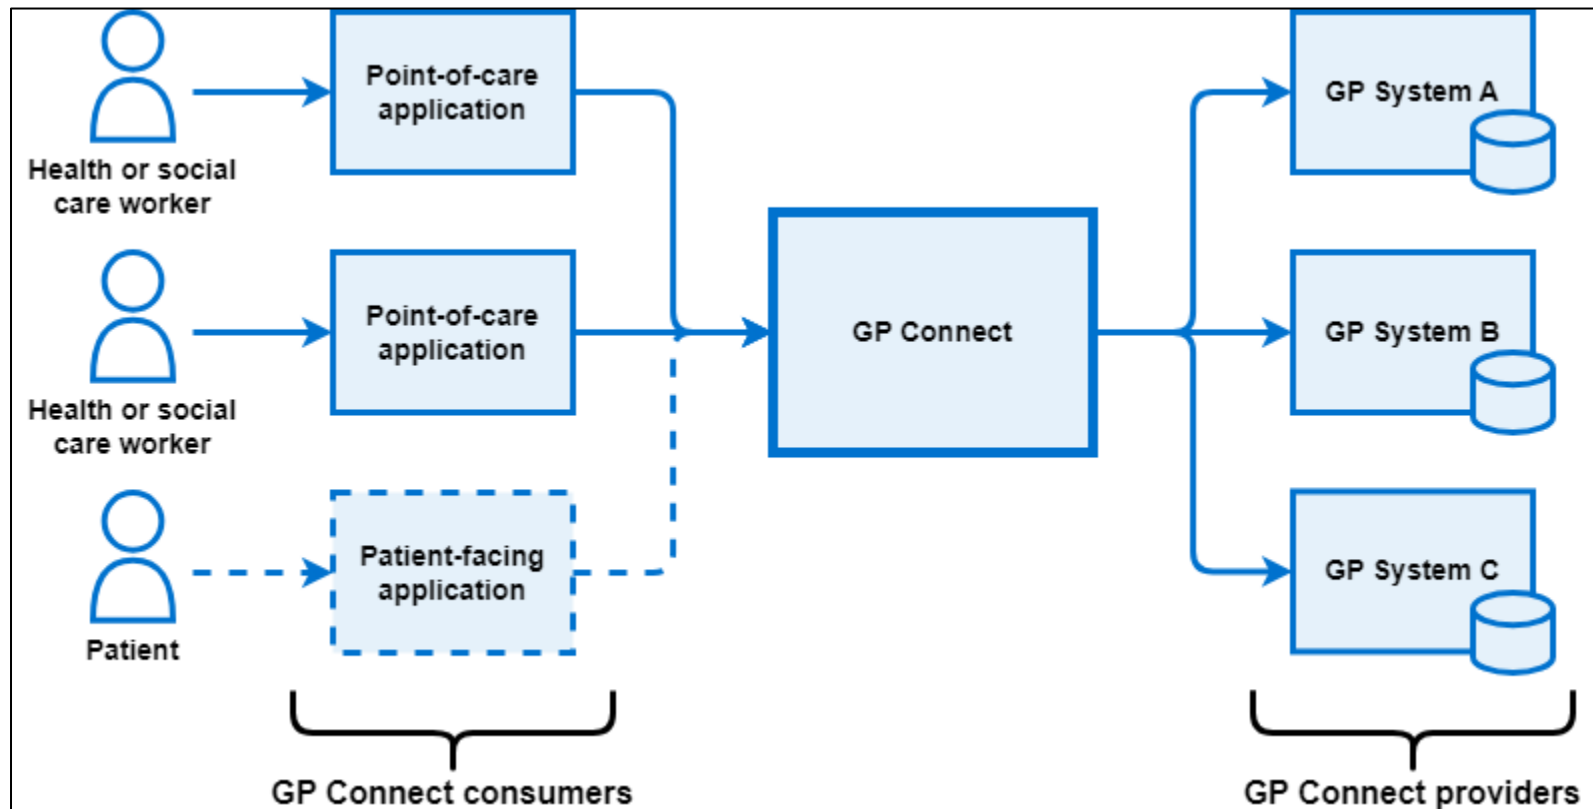 Health or social
care worker
Point-of-care
application
Health or social
care worker
Point-of-care
application
Patient
Patient-facing
application
GP Connect
GP System A
GP System B
GP System C
GP Connect consumers
GP Connect providers